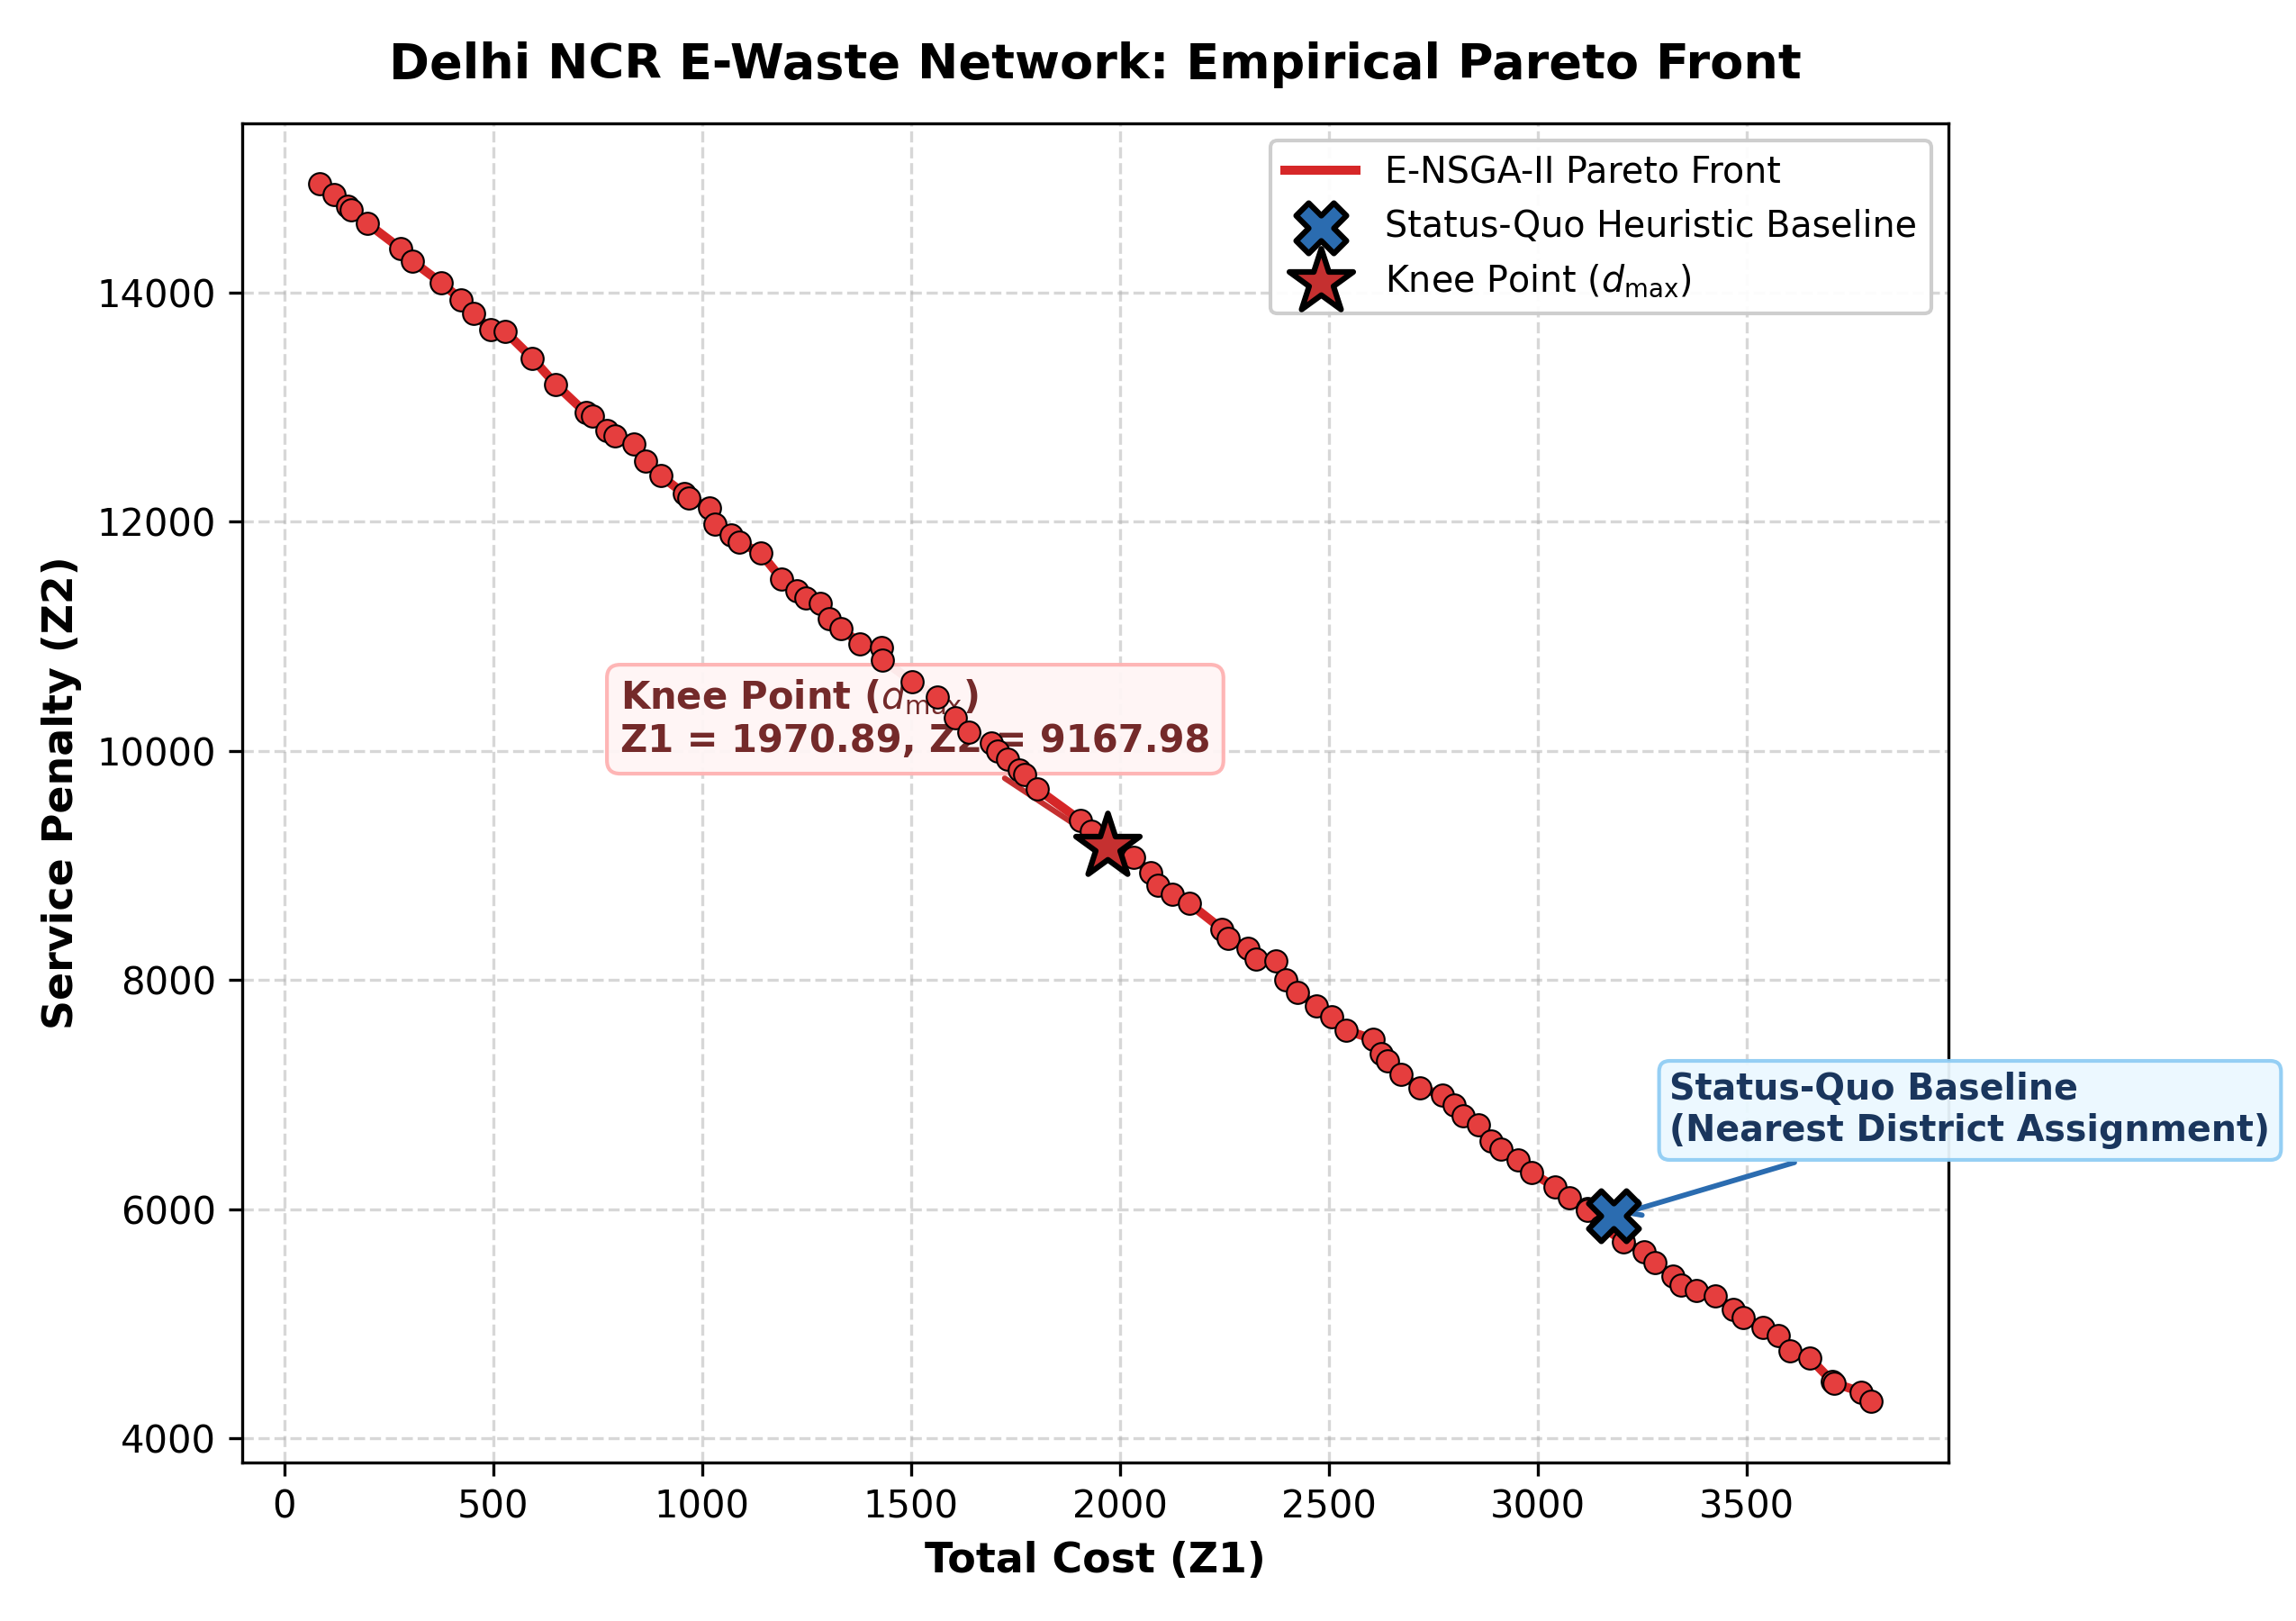 Delhi NCR E-Waste Network: Empirical Pareto Front
E-NSGA-II Pareto Front
Status-Quo Heuristic Baseline
Knee Point (dmax)
14000
12000
10000
8000
6000
4000
Service Penalty (Z2)
Knee Point (dmax)
Z1 = 1970.89, Z2 = 9167.98
Status-Quo Baseline
(Nearest District Assignment)
0 500 1000 1500 2000 2500 3000 3500
Total Cost (Z1)